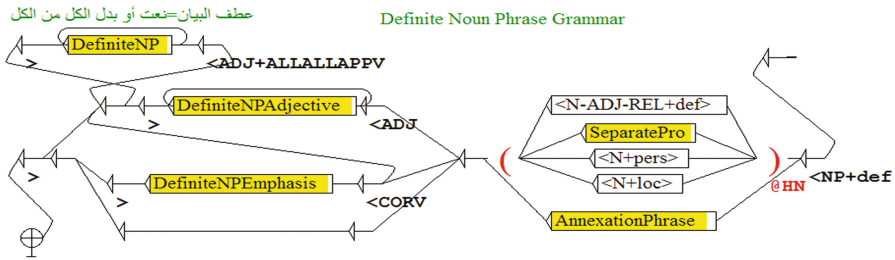 عطف البيان=نعت أو بدل الكل من الكل
Definite Noun Phrase Grammar
DefiniteNP
>
<ADJ+ALLALLAPPV
DefiniteNPAdjective
>
<ADJ
<N-ADJ-REL+def>
SeparatePro
(
)
<N+pers>
<N+loc>
@HN
<NP+def
>
DefiniteNPEmphasis
>
<CORV
AnnexationPhrase